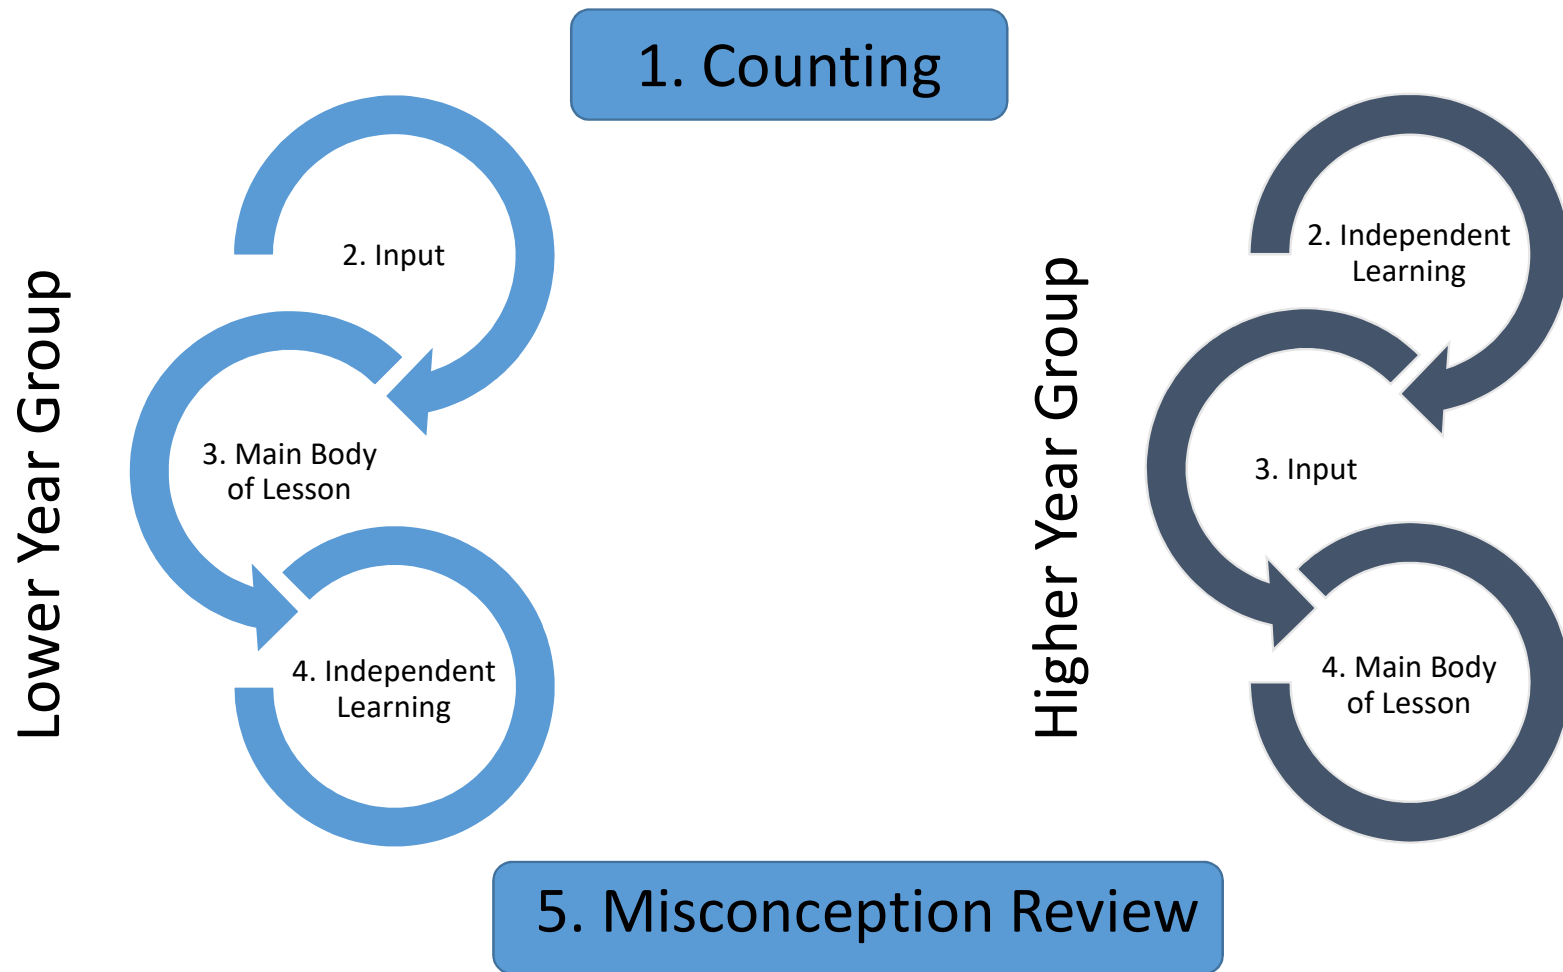 1. Counting
Lower Year Group
2. Input
3. Main Body
of Lesson
4. Independent
Learning
Higher Year Group
2. Independent
Learning
3. Input
4. Main Body
of Lesson
5. Misconception Review